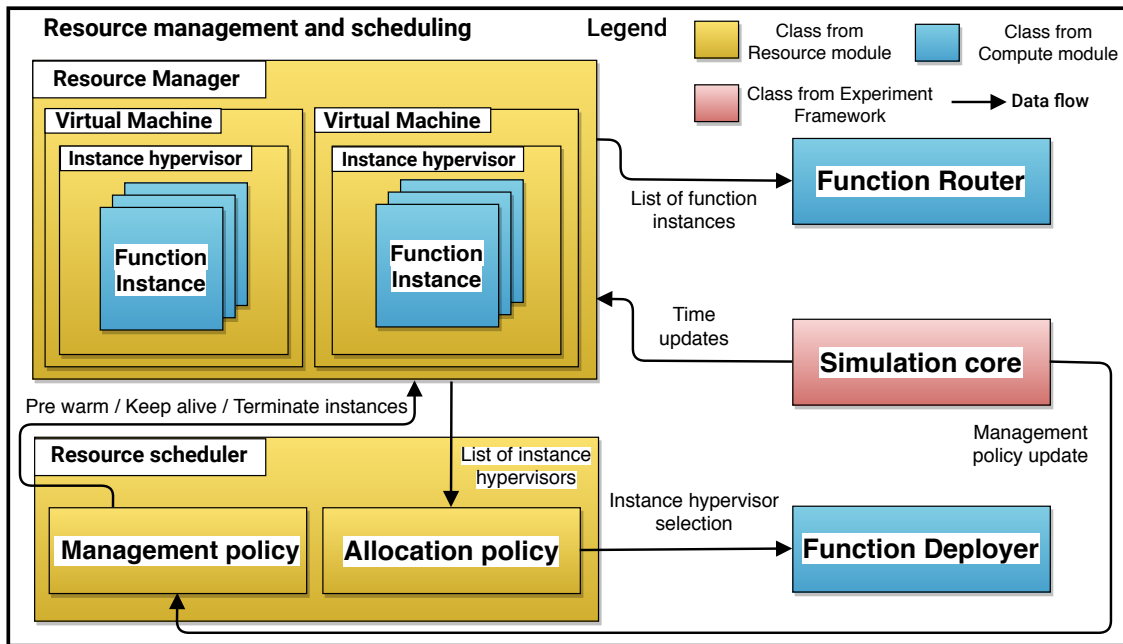 Resource management and scheduling
Legend
Class from
Resource module
Class from
Compute module
Class from Experiment
Framework
Data flow
Resource Manager
Virtual Machine
Instance hypervisor
Function
Instance
Virtual Machine
Instance hypervisor
Function
Instance
List of function
instances
Function Router
Time
updates
Simulation core
Pre warm / Keep alive / Terminate instances
List of instance
hypervisors
Management
policy update
Resource scheduler
Management policy
Allocation policy
Instance hypervisor
selection
Function Deployer